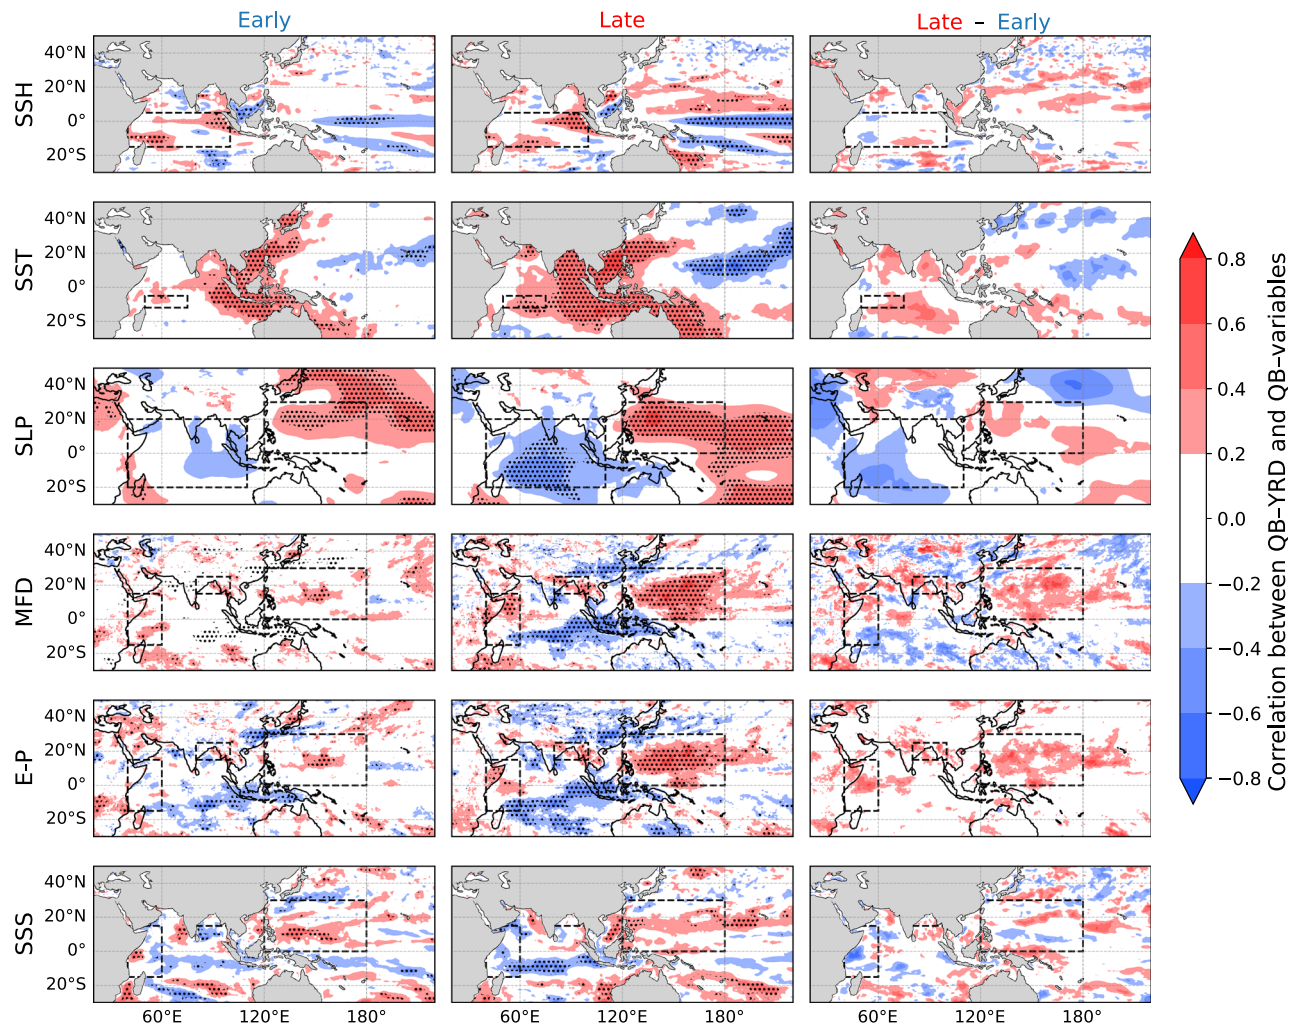 Early
Late
Late – Early
SSH
40°N
20°N
0°
20°S
SST
40°N
20°N
0°
20°S
SLP
40°N
20°N
0°
20°S
MFD
40°N
20°N
0°
20°S
E-P
40°N
20°N
0°
20°S
SSS
40°N
20°N
0°
20°S
60°E 120°E 180°
60°E 120°E 180°
60°E 120°E 180°
0.8
0.6
0.4
0.2
0.0
−0.2
−0.4
−0.6
−0.8
Correlation between QB−YRD and QB−variables